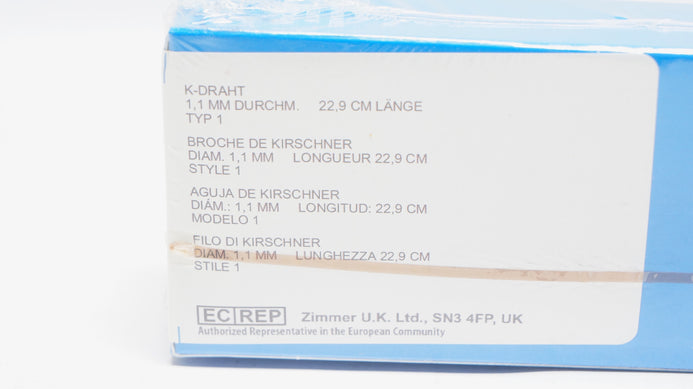 K-DRAHT
1,1 MM DURCHM. 22,9 CM LÄNGE
TYP 1
BROCHE DE KIRSCHNER
DIAM. 1,1 MM LONGUEUR 22,9 CM
STYLE 1
AGUJA DE KIRSCHNER
DIÁM.: 1,1 MM LONGITUD: 22,9 CM
MODELO 1
FILO DI KIRSCHNER
DIAM. 1,1 MM LUNGHEZZA 22,9 CM
STILE 1
EC REP Zimmer U.K. Ltd., SN3 4FP, UK
Authorized Representative in the European Community